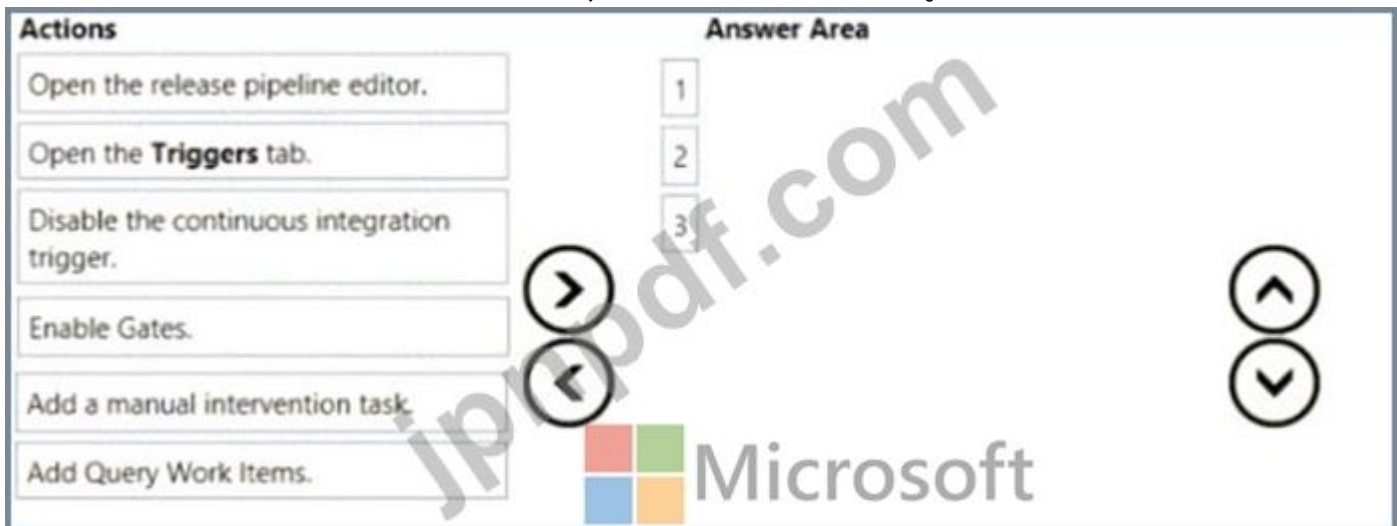 Actions
Answer Area
Open the release pipeline editor.
Open the Triggers tab.
Disable the continuous integration
trigger.
Enable Gates.
Add a manual intervention task.
Add Query Work Items.
1
2
3
jpnpdf.com
Microsoft